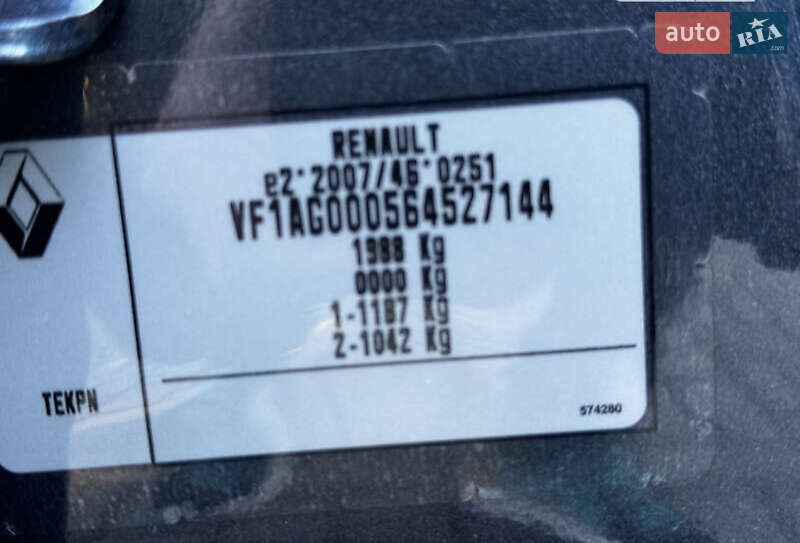 auto RIA .com
RENAULT
e2*2007/46*0251
VF1AG000564527144
1988 Kg
0000 Kg
1-1187 Kg
2-1042 Kg
TEKPN
574280